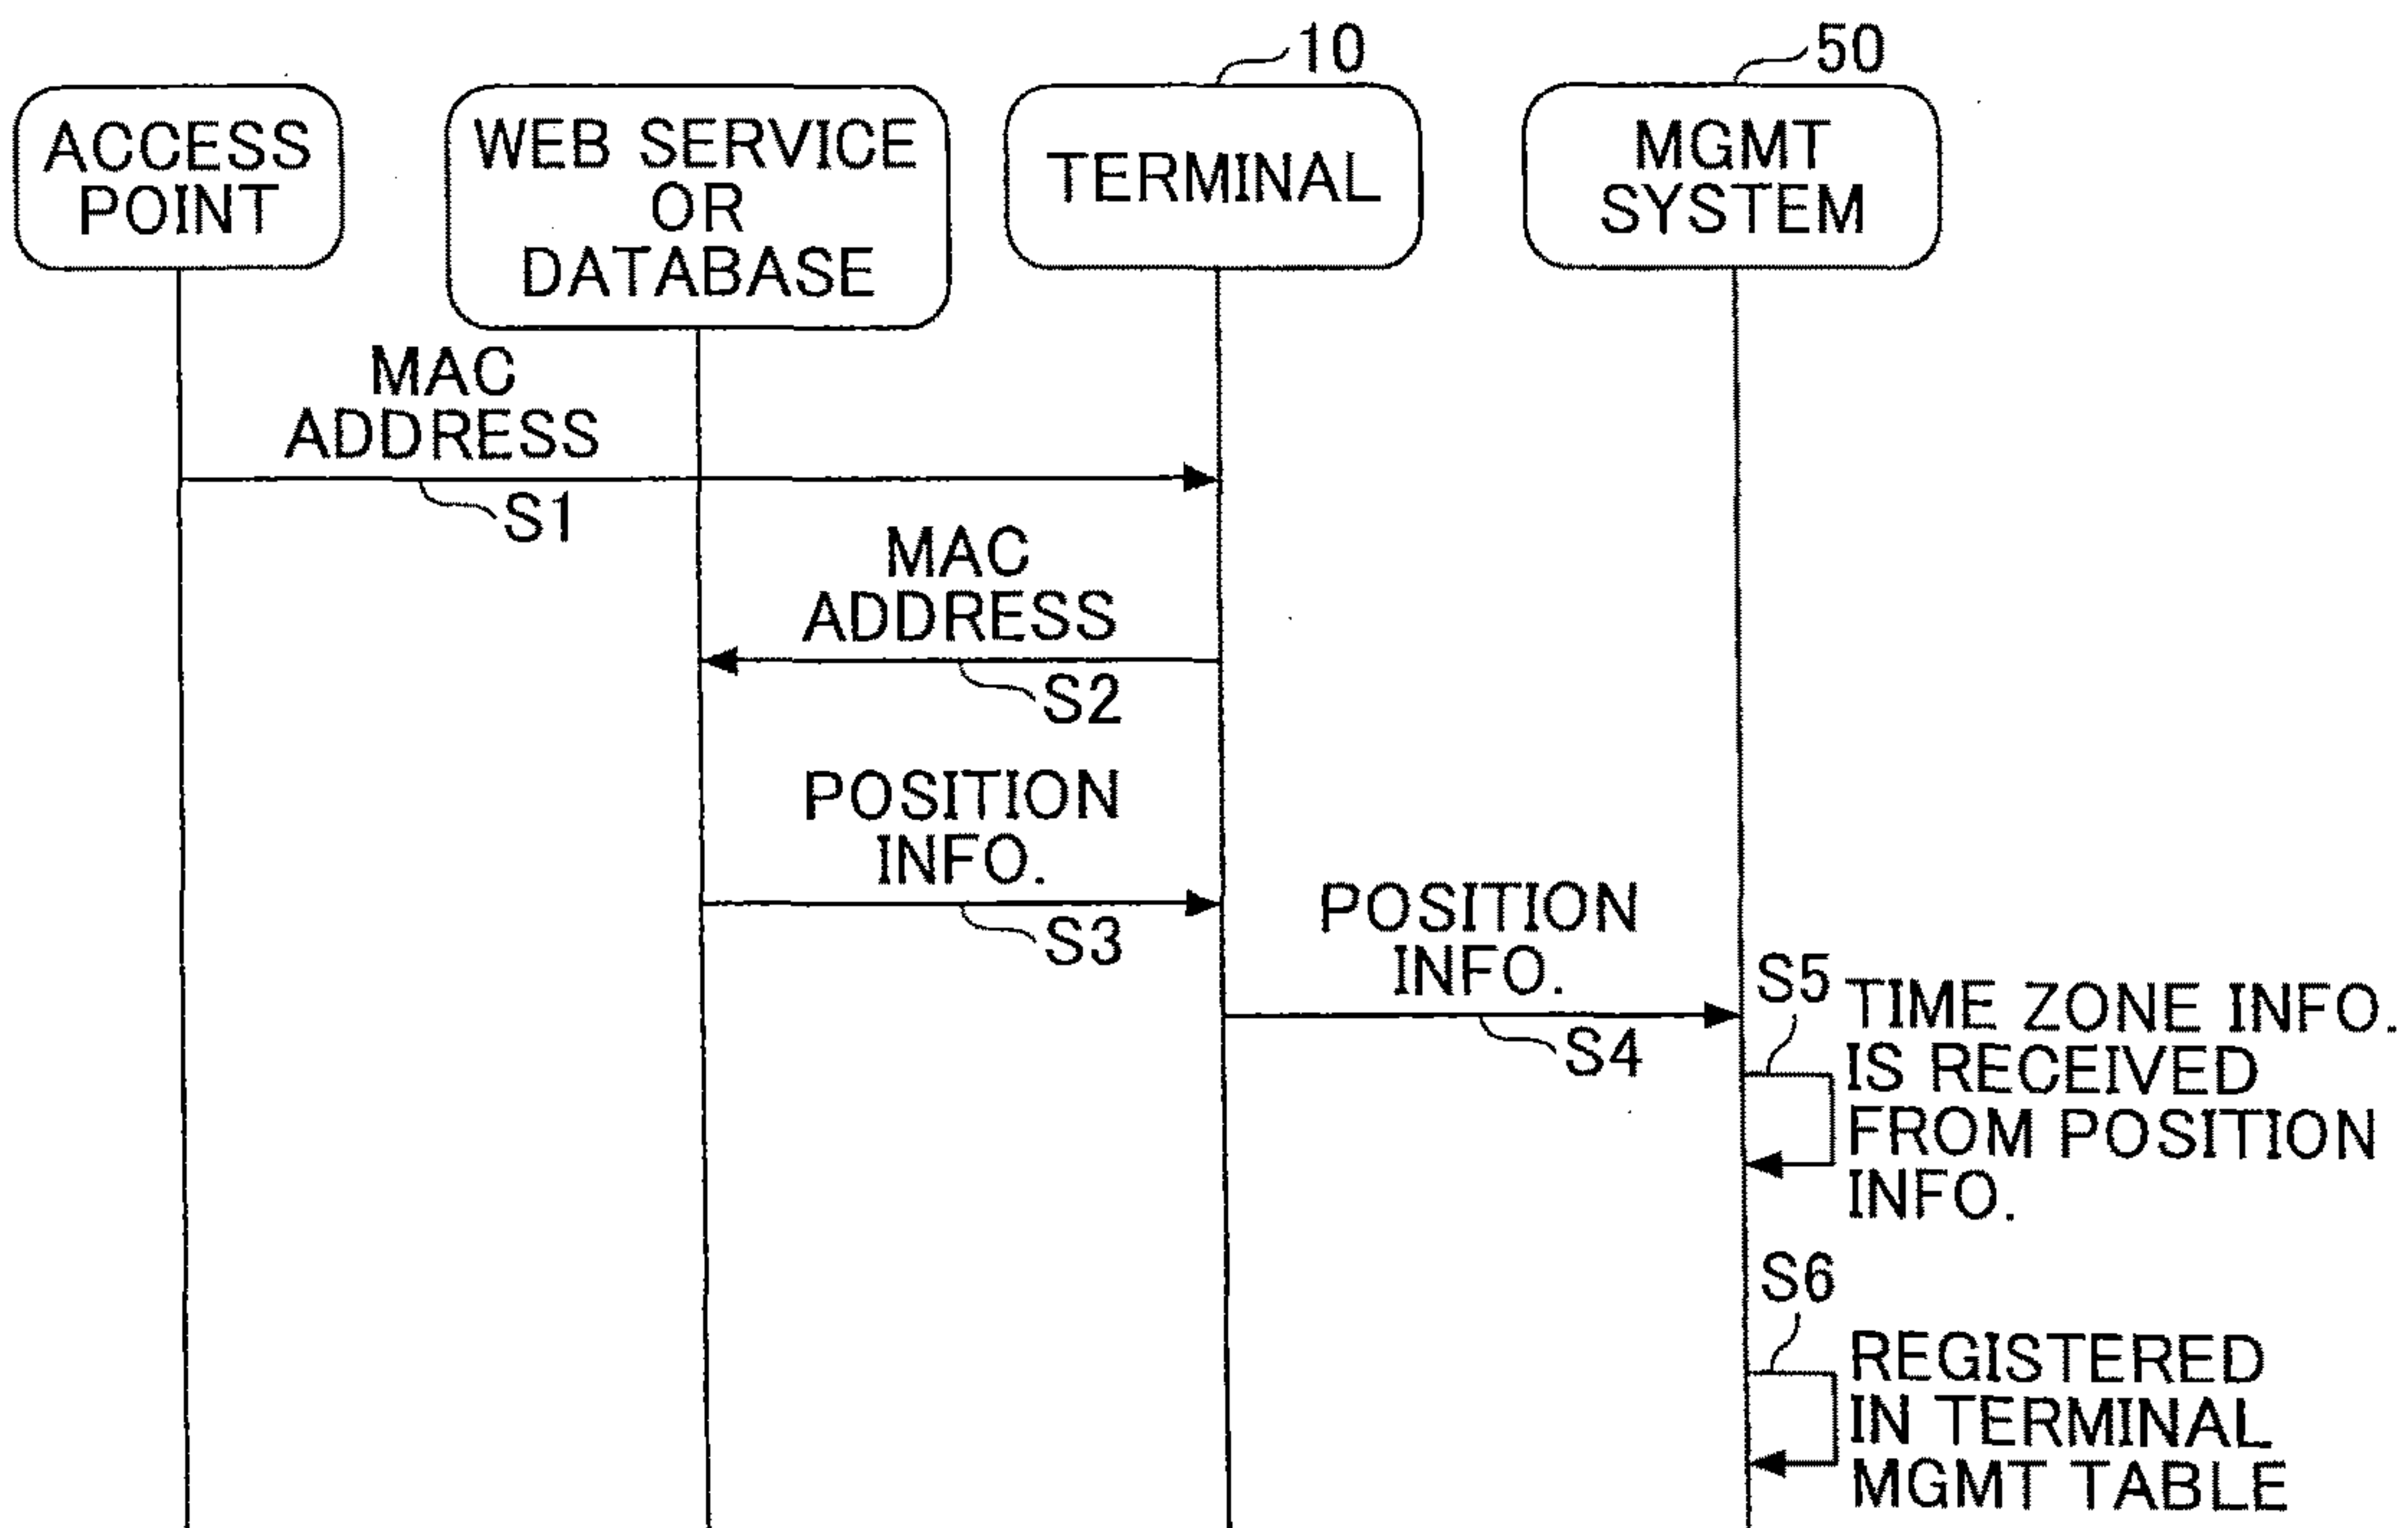 10
50
ACCESS
POINT
WEB SERVICE
OR
DATABASE
TERMINAL
MGMT
SYSTEM
MAC
ADDRESS
S1
MAC
ADDRESS
S2
POSITION
INFO.
S3
POSITION
INFO.
S4
S5
TIME ZONE INFO.
IS RECEIVED
FROM POSITION
INFO.
S6
REGISTERED
IN TERMINAL
MGMT TABLE